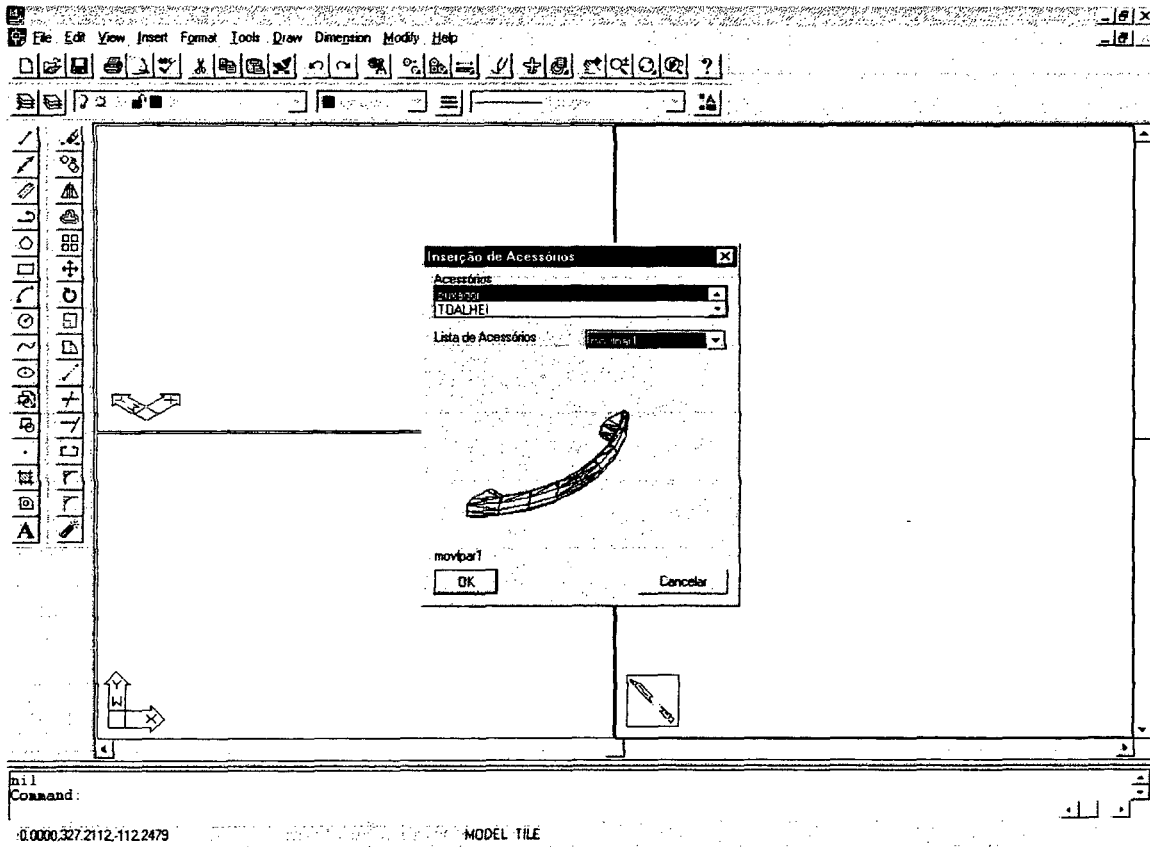 File Edit View Insert Format Tools Draw Dimension Modify Help
?
A
Inserção de Acessórios
Acessórios
TOALHEI
Lista de Acessórios
movipar1
OK Cancelar
Y
W
X
nil
Command:
0.0000,327.2112,-112.2479 MODEL TILE